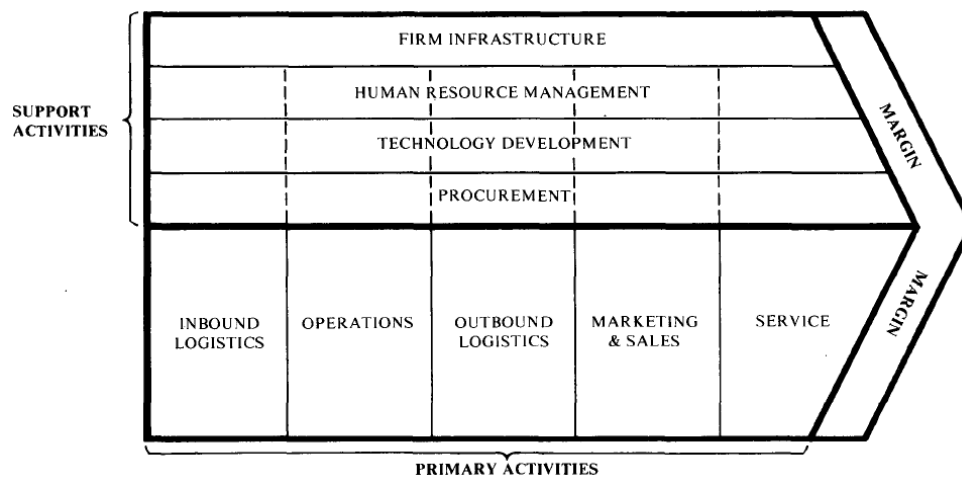 FIRM INFRASTRUCTURE
HUMAN RESOURCE MANAGEMENT
SUPPORT
ACTIVITIES
TECHNOLOGY DEVELOPMENT
PROCUREMENT
MARGIN
MARGIN
INBOUND
LOGISTICS
OPERATIONS
OUTBOUND
LOGISTICS
MARKETING
& SALES
SERVICE
PRIMARY ACTIVITIES